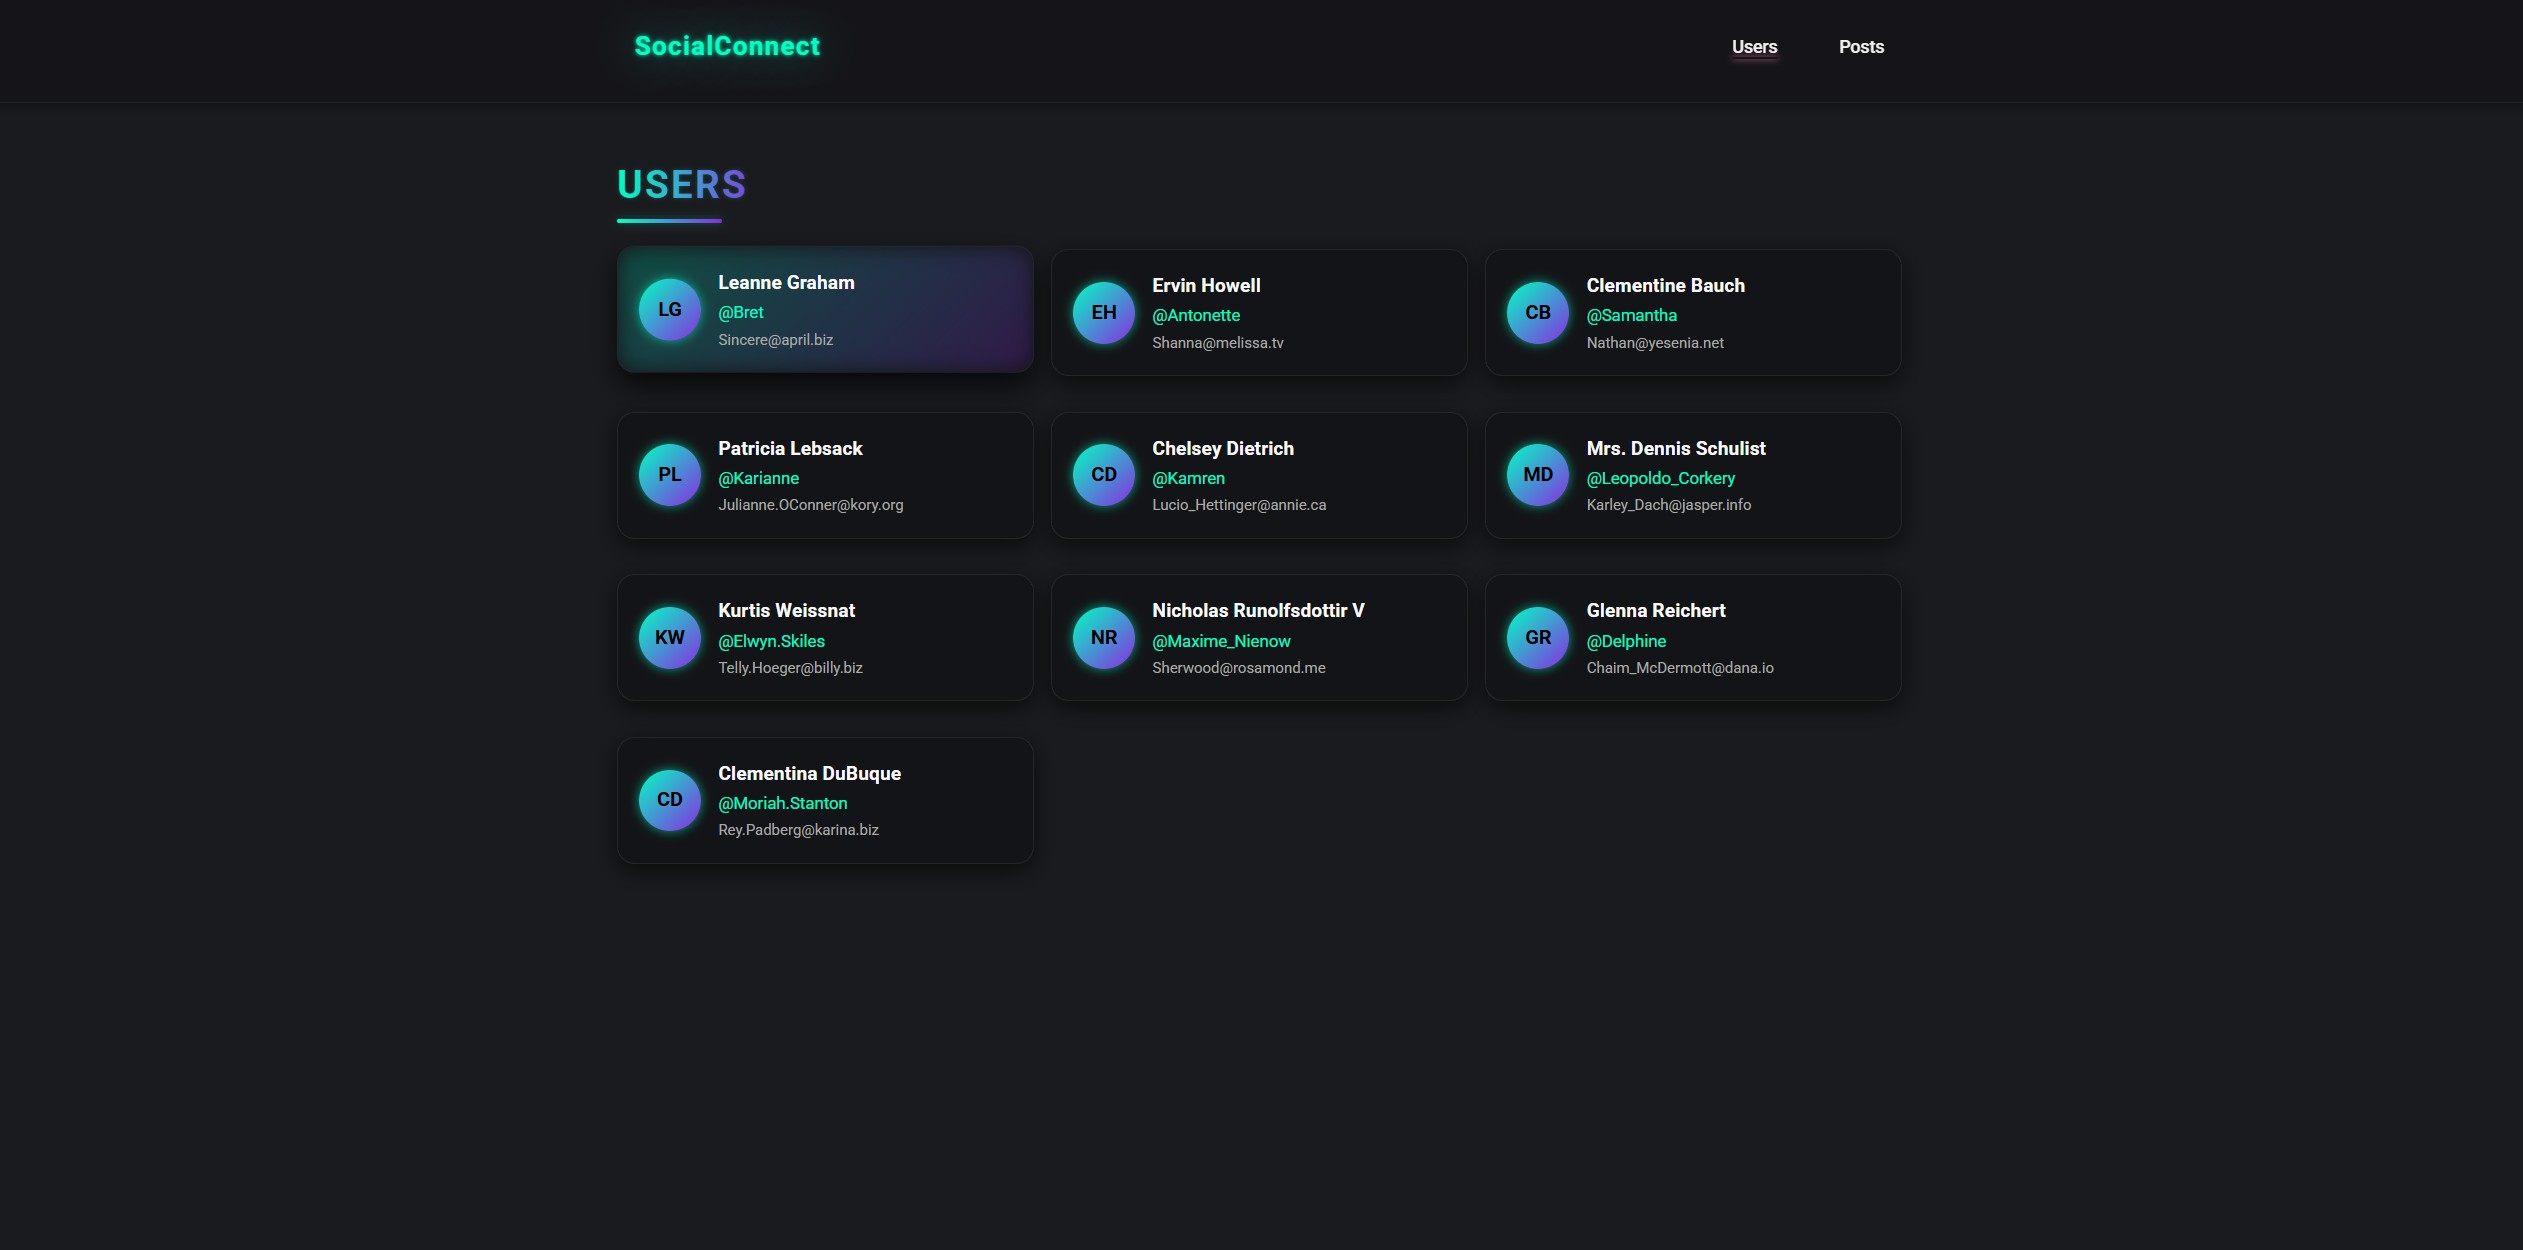 SocialConnect
Users
Posts
USERS
LG
Leanne Graham
@Bret
Sincere@april.biz
EH
Ervin Howell
@Antonette
Shanna@melissa.tv
CB
Clementine Bauch
@Samantha
Nathan@yesenia.net
PL
Patricia Lebsack
@Karianne
Julianne.OConner@kory.org
CD
Chelsey Dietrich
@Kamren
Lucio_Hettinger@annie.ca
MD
Mrs. Dennis Schulist
@Leopoldo_Corkery
Karley_Dach@jasper.info
KW
Kurtis Weissnat
@Elwyn.Skiles
Telly.Hoeger@billy.biz
NR
Nicholas Runolfsdottir V
@Maxime_Nienow
Sherwood@rosamond.me
GR
Glenna Reichert
@Delphine
Chaim_McDermott@dana.io
CD
Clementina DuBuque
@Moriah.Stanton
Rey.Padberg@karina.biz